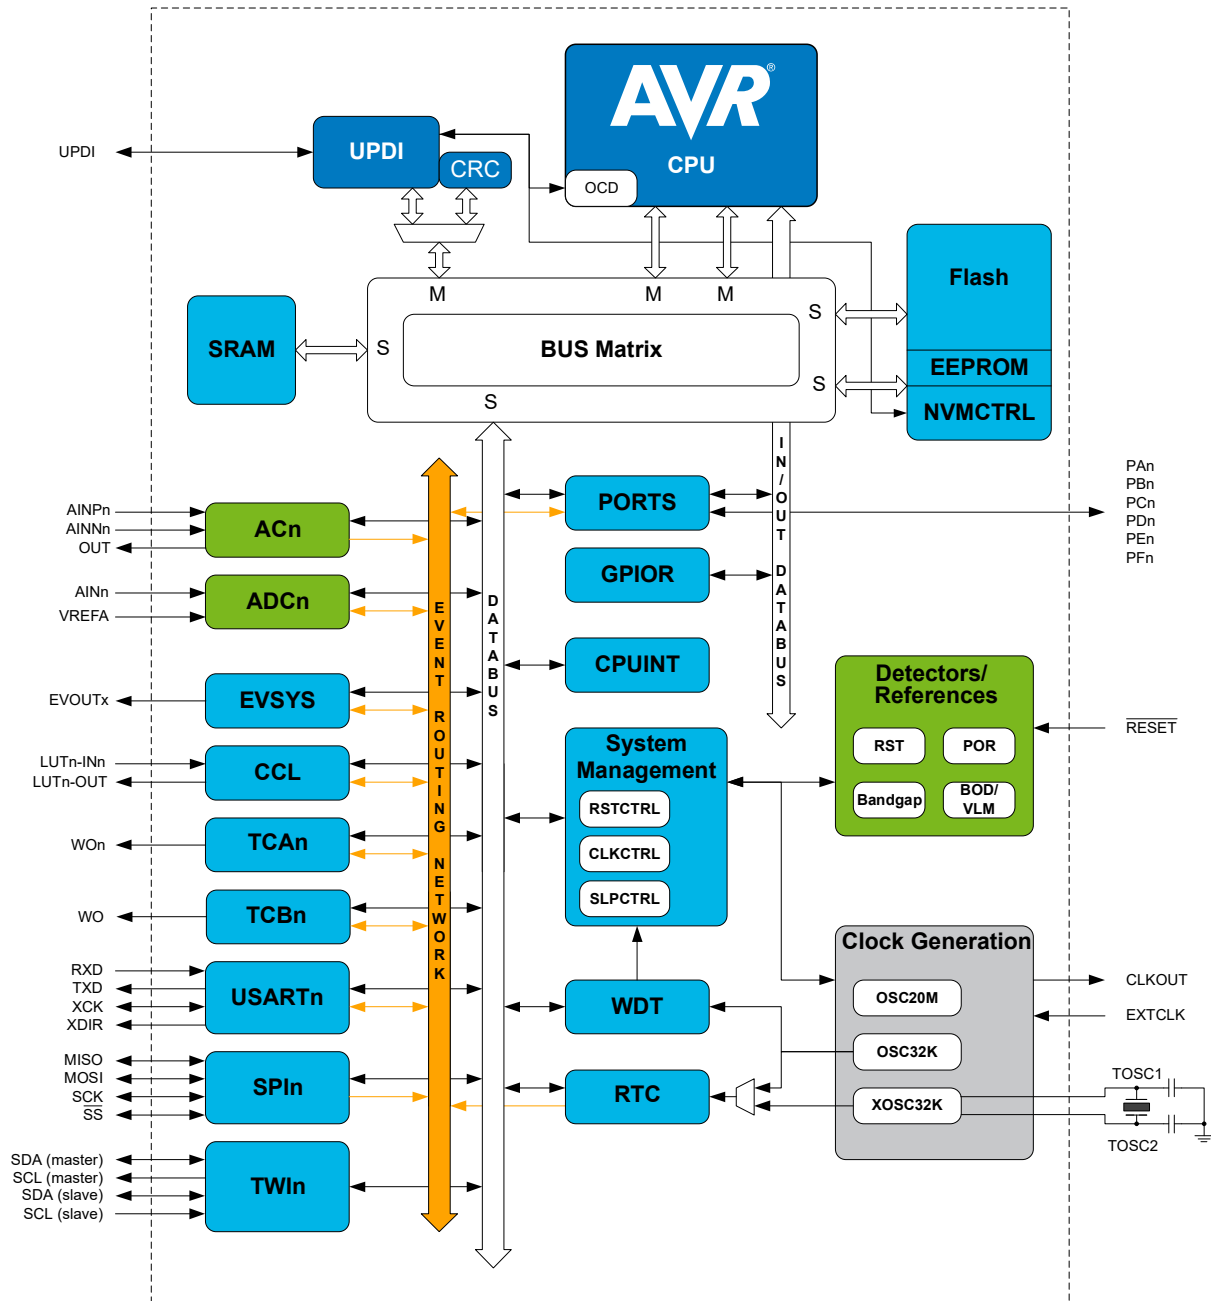 AVR®
CPU
OCD
UPDI
UPDI
CRC
M
M
M
S
S
S
S
BUS Matrix
SRAM
Flash
EEPROM
NVMCTRL
AINPn
AINNn
OUT
ACn
AINn
VREFA
ADCn
EVOUTx
EVSYS
LUTn-INn
LUTn-OUT
CCL
WOn
TCAn
WO
TCBn
RXD
TXD
XCK
XDIR
USARTn
MISO
MOSI
SCK
SS
SPIn
SDA (master)
SCL (master)
SDA (slave)
SCL (slave)
TWIn
EVENT ROUTING NETWORK
DATABUS
IN/OUT DATABUS
PORTS
GPIOR
CPUINT
System
Management
RSTCTRL
CLKCTRL
SLPCTRL
WDT
RTC
PAn
PBn
PCn
PDn
PEn
PFn
Detectors/
References
RST
POR
Bandgap
BOD/
VLM
RESET
Clock Generation
OSC20M
OSC32K
XOSC32K
CLKOUT
EXTCLK
TOSC1
TOSC2